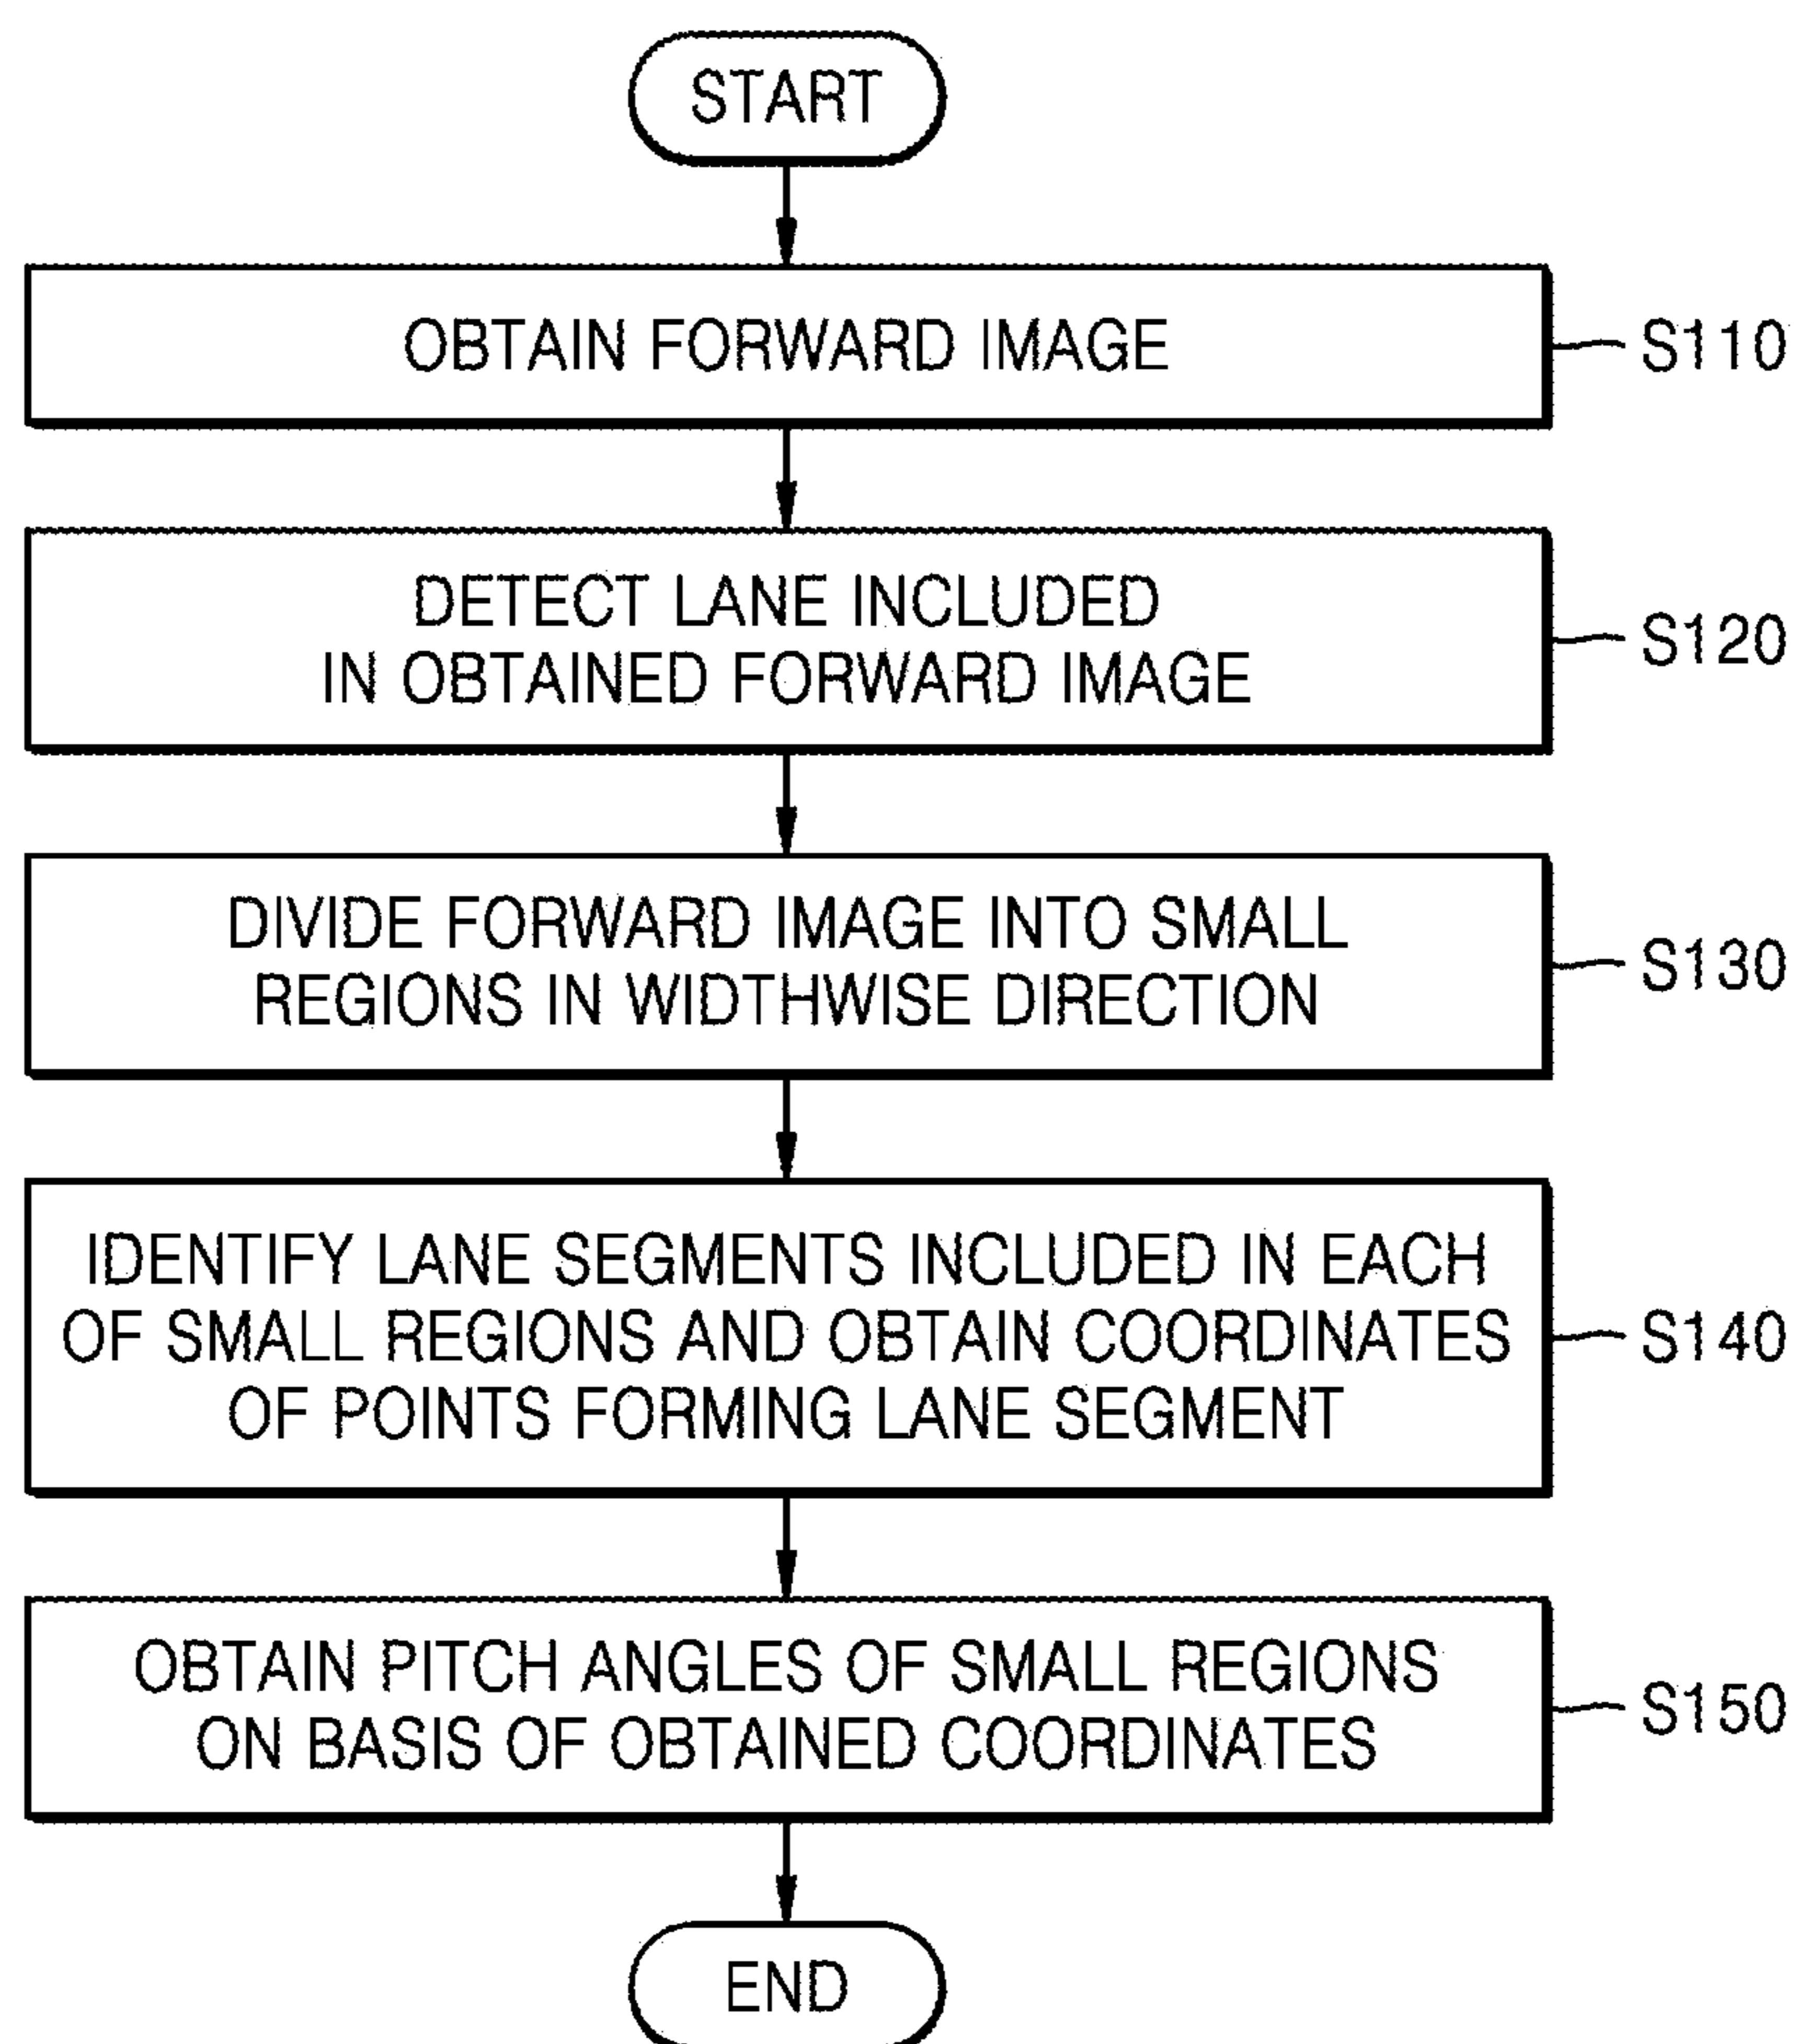 START
OBTAIN FORWARD IMAGE
S110
DETECT LANE INCLUDED
IN OBTAINED FORWARD IMAGE
S120
DIVIDE FORWARD IMAGE INTO SMALL
REGIONS IN WIDTHWISE DIRECTION
S130
IDENTIFY LANE SEGMENTS INCLUDED IN EACH
OF SMALL REGIONS AND OBTAIN COORDINATES
OF POINTS FORMING LANE SEGMENT
S140
OBTAIN PITCH ANGLES OF SMALL REGIONS
ON BASIS OF OBTAINED COORDINATES
S150
END